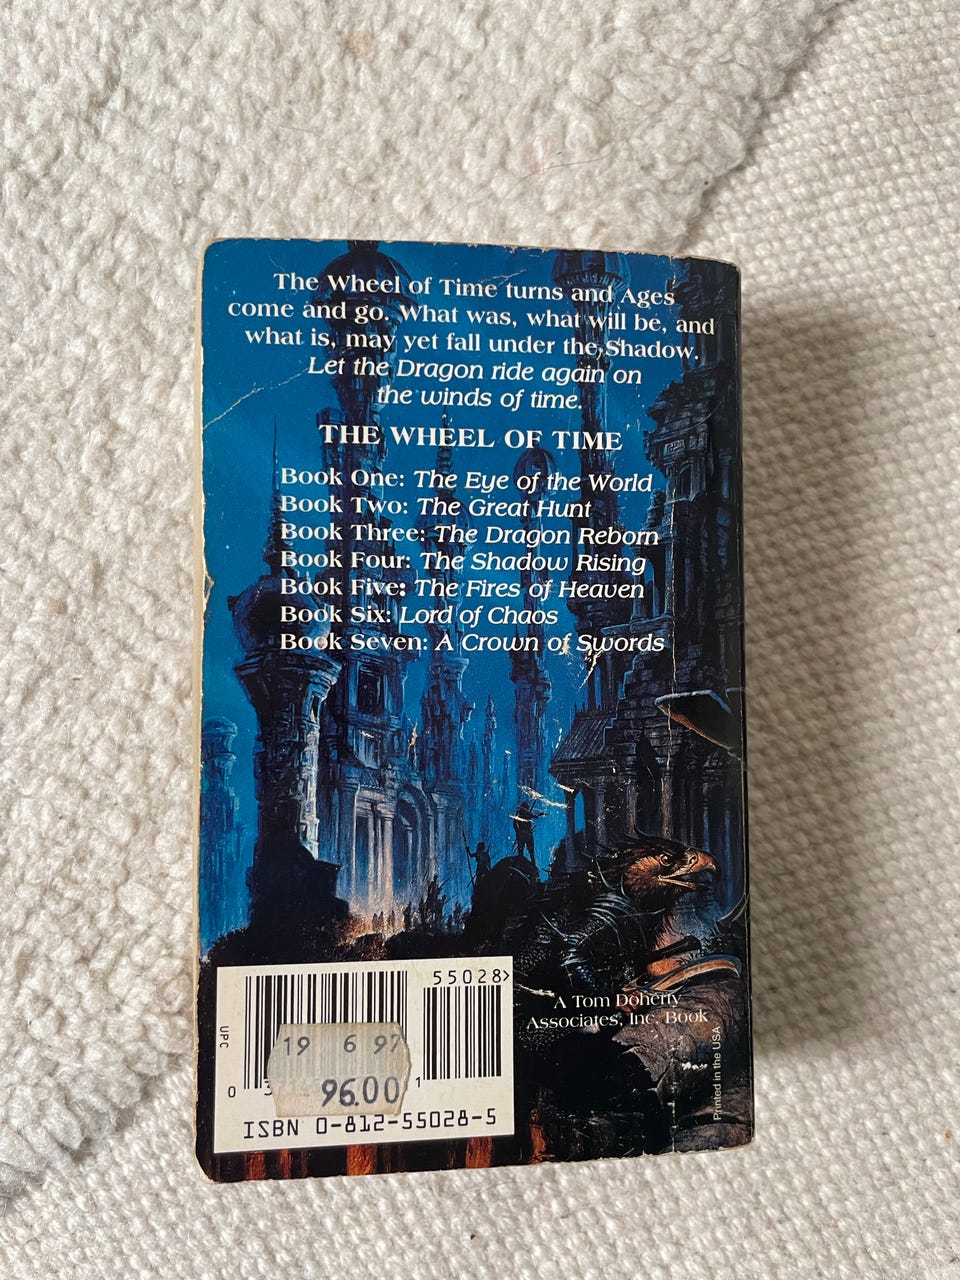 The Wheel of Time turns and Ages
come and go. What was, what will be, and
what is, may yet fall under the Shadow.
Let the Dragon ride again on
the winds of time.
THE WHEEL OF TIME
Book One: The Eye of the World
Book Two: The Great Hunt
Book Three: The Dragon Reborn
Book Four: The Shadow Rising
Book Five: The Fires of Heaven
Book Six: Lord of Chaos
Book Seven: A Crown of Swords
55028>
UPC
19 6 97
96.00
0
1
ISBN 0-812-55028-5
A Tom Doherty
Associates, Inc. Book
Printed in the USA